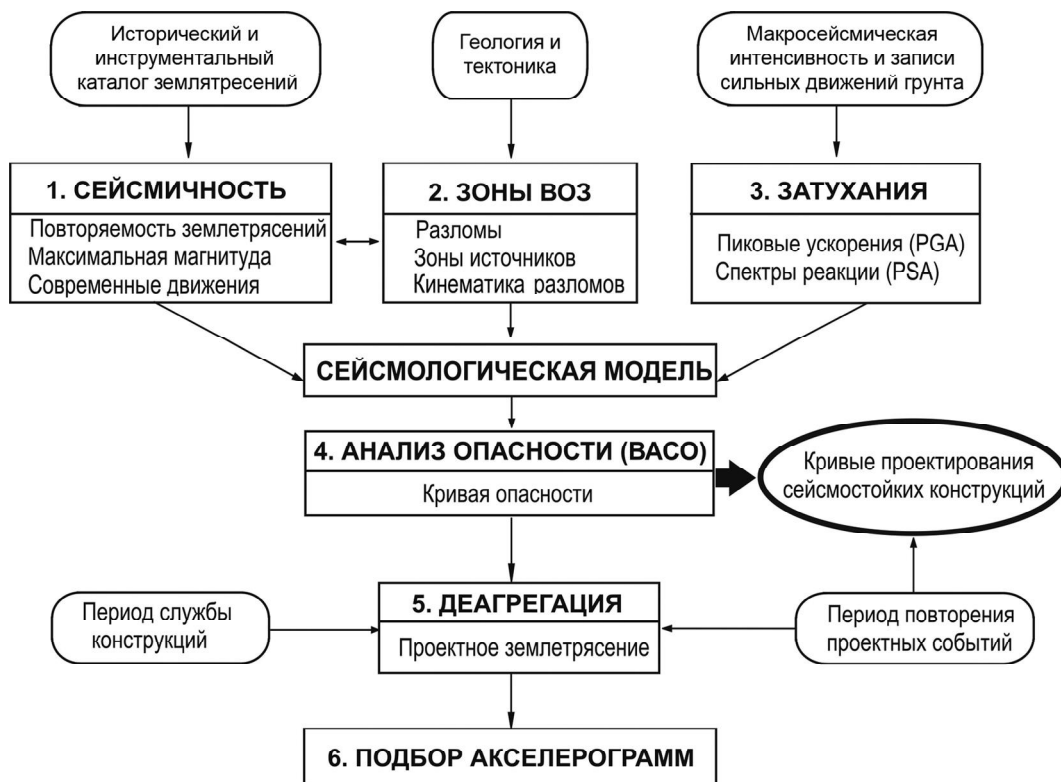 Исторический и
инструментальный
каталог землятресений
Геология и
тектоника
Макросейсмическая
интенсивность и записи
сильных движений грунта
1. СЕЙСМИЧНОСТЬ
Повторяемость землетрясений
Максимальная магнитуда
Современные движения
2. ЗОНЫ ВОЗ
Разломы
Зоны источников
Кинематика разломов
3. ЗАТУХАНИЯ
Пиковые ускорения (PGA)
Спектры реакции (PSA)
СЕЙСМОЛОГИЧЕСКАЯ МОДЕЛЬ
4. АНАЛИЗ ОПАСНОСТИ (ВАСО)
Кривая опасности
Кривые проектирования
сейсмостойких конструкций
Период службы
конструкций
5. ДЕАГРЕГАЦИЯ
Проектное землетрясение
Период повторения
проектных событий
6. ПОДБОР АКСЕЛЕРОГРАММ